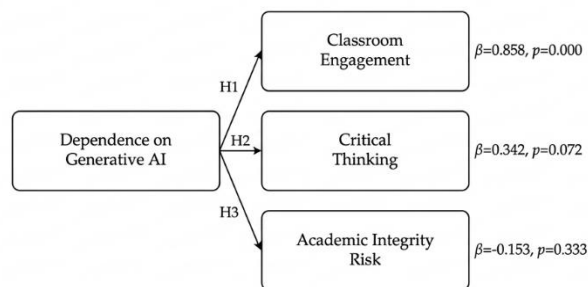 Classroom
Engagement
β=0.858, p=0.000
H1
Dependence on
Generative AI
H2
Critical
Thinking
β=0.342, p=0.072
H3
Academic Integrity
Risk
β=-0.153, p=0.333